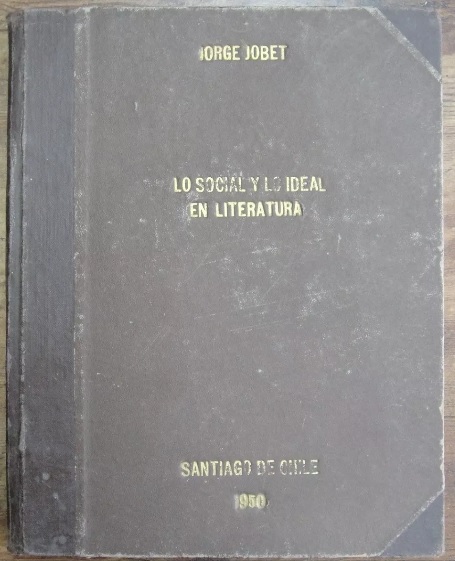 JORGE JOBET
LO SOCIAL Y LO IDEAL
EN LITERATURA
SANTIAGO DE CHILE
1950